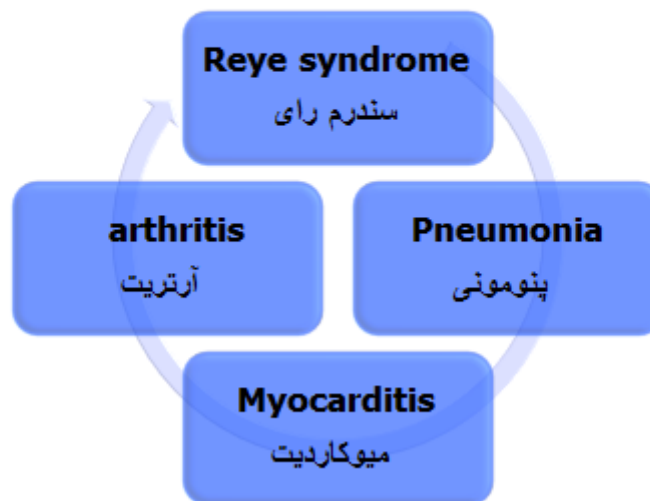 Reye syndrome
سندرم رای
arthritis
آرتریت
Pneumonia
پنومونی
Myocarditis
میوکاردیت